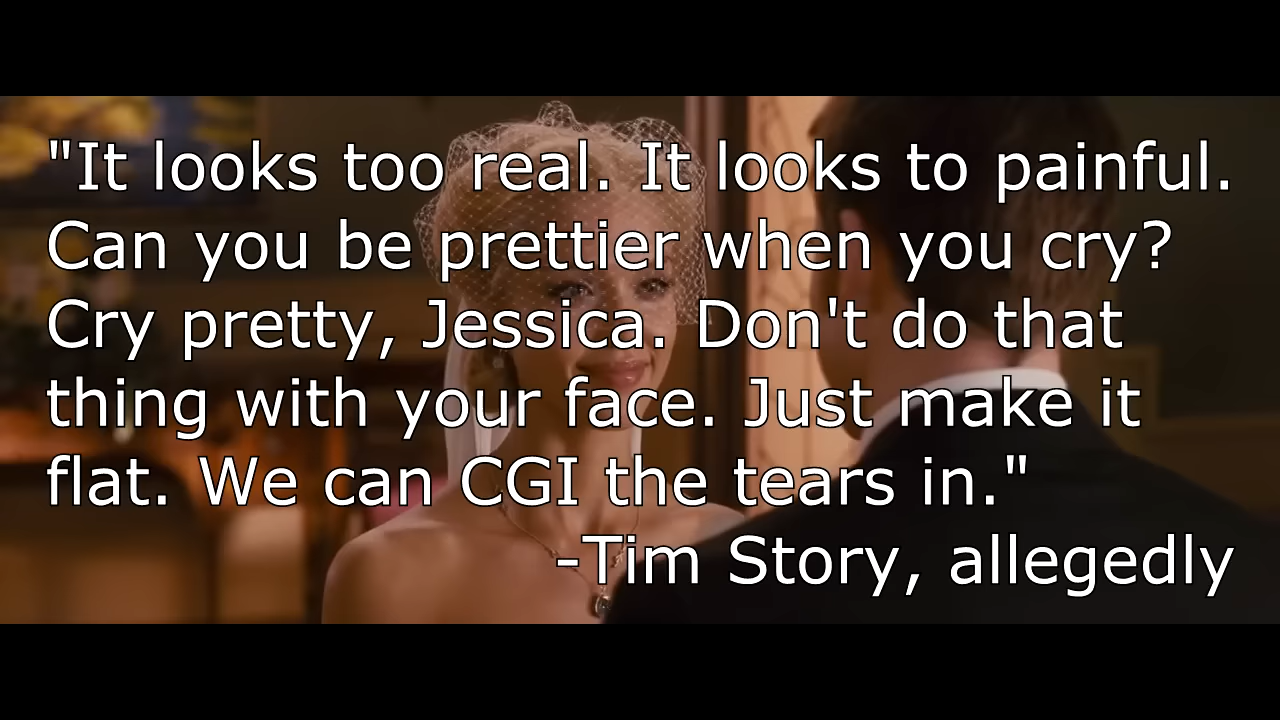 "It looks too real. It looks to painful.
Can you be prettier when you cry?
Cry pretty, Jessica. Don't do that
thing with your face. Just make it
flat. We can CGI the tears in."
-Tim Story, allegedly